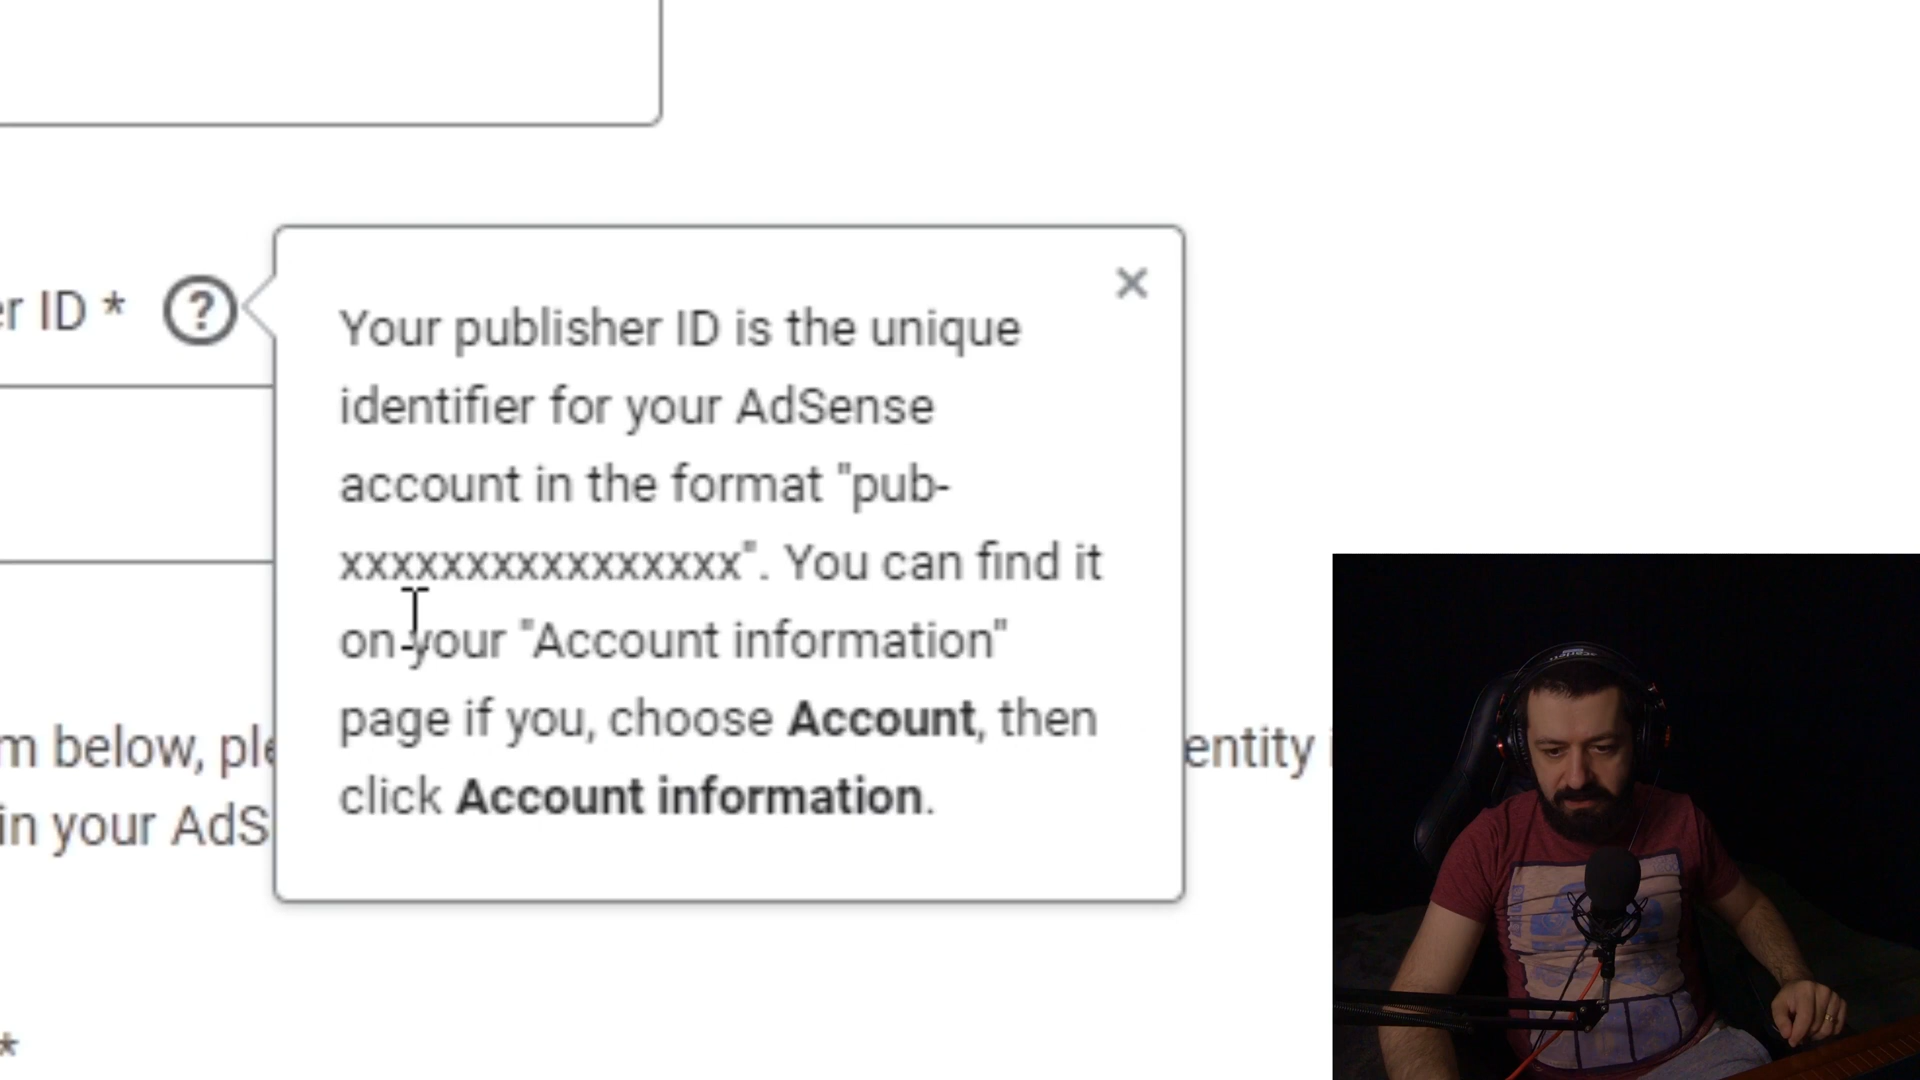 er ID * ?
Your publisher ID is the unique
identifier for your AdSense
account in the format "pub-
xxxxxxxxxxxxxxxx". You can find it
on your "Account information"
page if you, choose Account, then
click Account information.
m below, ple
entity i
in your AdS
*